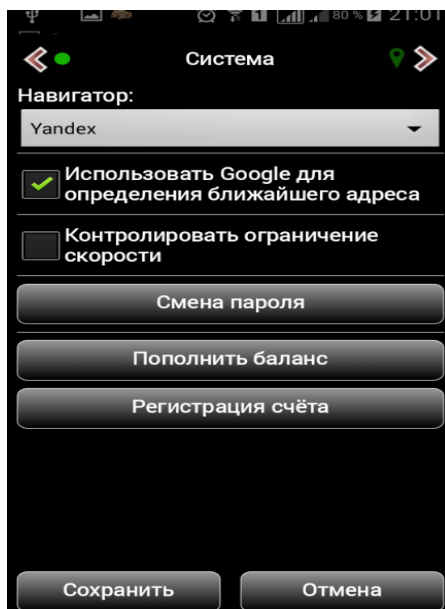 1 80 % 21:01
Система
Навигатор:
Yandex
Использовать Google для
определения ближайшего адреса
Контролировать ограничение
скорости
Смена пароля
Пополнить баланс
Регистрация счёта
Сохранить Отмена